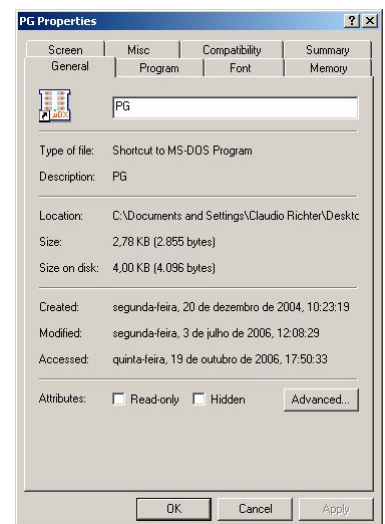 PG Properties
Screen Misc Compatibility Summary
General Program Font Memory
PG
Type of file: Shortcut to MS-DOS Program
Description: PG
Location: C:\Documents and Settings\Claudio Richter\Deskto
Size: 2,78 KB (2.855 bytes)
Size on disk: 4,00 KB (4.096 bytes)
Created: segunda-feira, 20 de dezembro de 2004, 10:23:19
Modified: segunda-feira, 3 de julho de 2006, 12:08:29
Accessed: quinta-feira, 19 de outubro de 2006, 17:50:33
Attributes: Read-only Hidden Advanced...
OK Cancel Apply